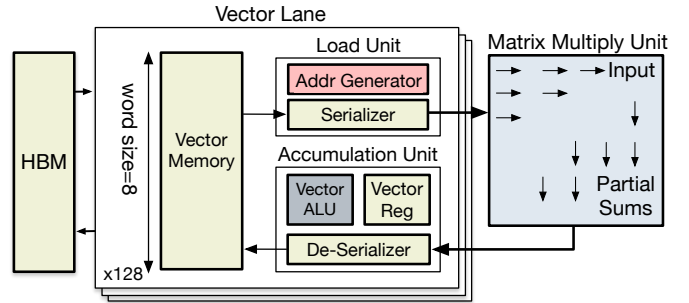 Vector Lane
HBM
word size=8
Vector
Memory
x128
Load Unit
Addr Generator
Serializer
Accumulation Unit
Vector
ALU
Vector
Reg
De-Serializer
Matrix Multiply Unit
Input
Partial
Sums